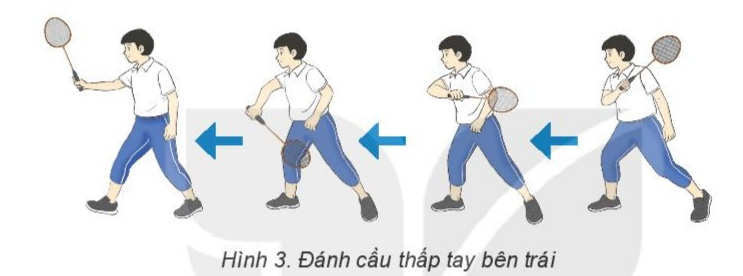 Hình 3. Đánh cầu thấp tay bên trái